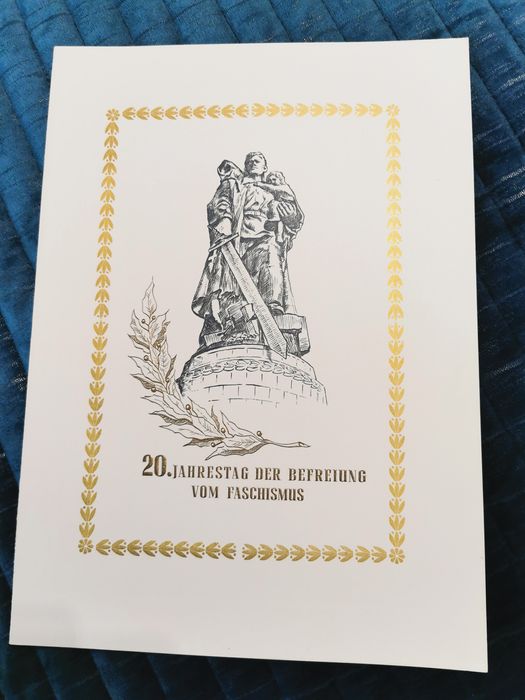 20. JAHRESTAG DER BEFREIUNG
VOM FASCHISMUS